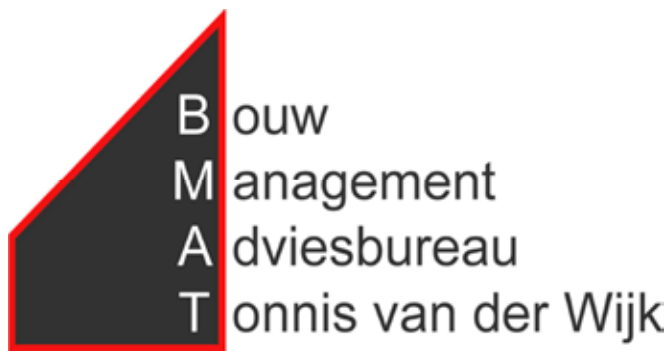 Bouw
Management
Adviesbureau
Tonnis van der Wijk